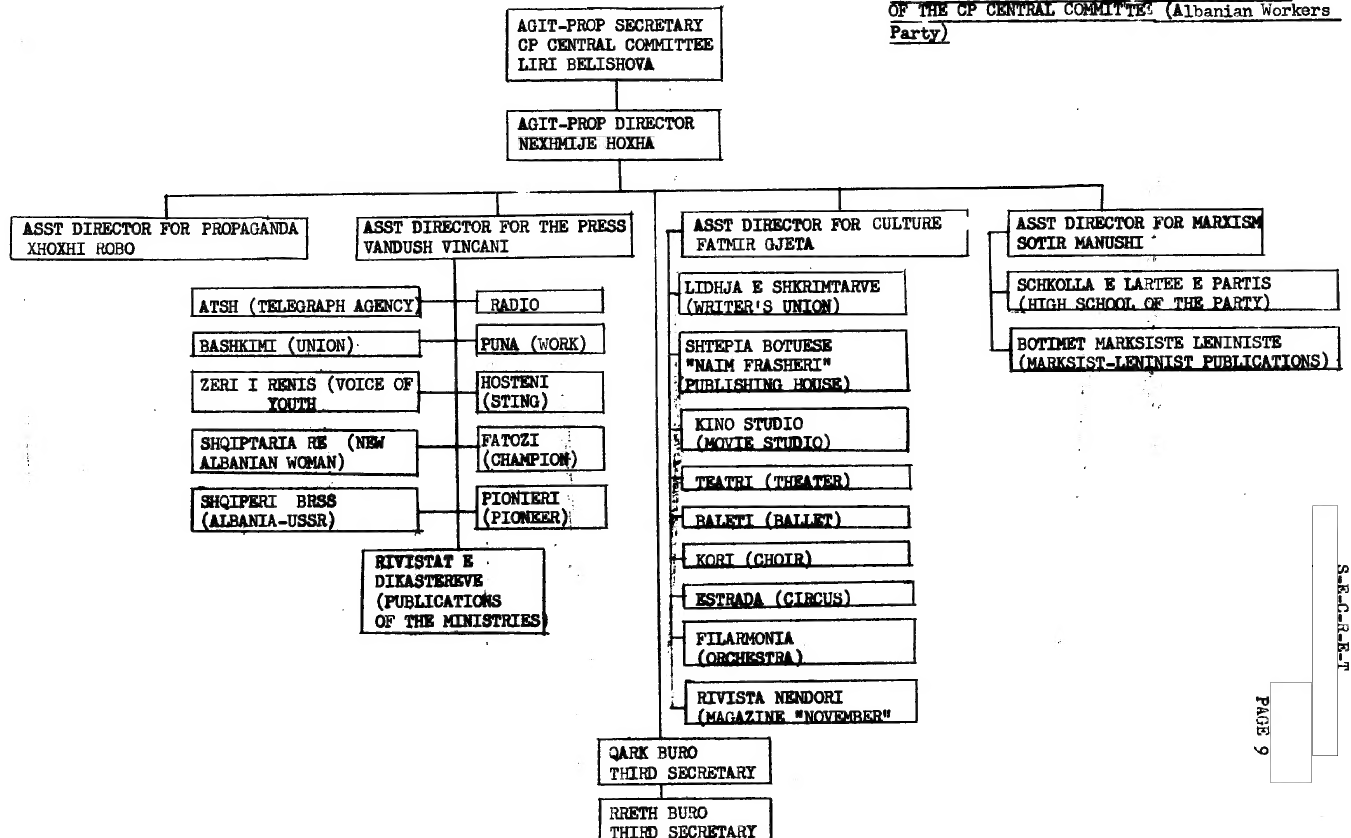 OF THE CP CENTRAL COMMITTEE (Albanian Workers
Party)
AGIT-PROP SECRETARY
CP CENTRAL COMMITTEE
LIRI BELISHOVA
AGIT-PROP DIRECTOR
NEXHMIJE HOXHA
ASST DIRECTOR FOR PROPAGANDA
XHOXHI ROBO
ASST DIRECTOR FOR THE PRESS
VANDUSH VINCANI
ATSH (TELEGRAPH AGENCY)
RADIO
BASHKIMI (UNION)
PUNA (WORK)
ZERI I RENIS (VOICE OF
YOUTH
HOSTENI
(STING)
SHQIPTARIA RE (NEW
ALBANIAN WOMAN)
FATOZI
(CHAMPION)
SHQIPERI BRSS
(ALBANIA-USSR)
PIONIERI
(PIONEER)
RIVISTAT E
DIKASTEREVE
(PUBLICATIONS
OF THE MINISTRIES)
ASST DIRECTOR FOR CULTURE
FATMIR GJETA
LIDHJA E SHKRIMTARVE
(WRITER'S UNION)
SHTEPIA BOTUESE
"NAIM FRASHERI"
PUBLISHING HOUSE)
KINO STUDIO
(MOVIE STUDIO)
TEATRI (THEATER)
BALETI (BALLET)
KORI (CHOIR)
ESTRADA (CIRCUS)
FILARMONIA
(ORCHESTRA)
RIVISTA NENDORI
(MAGAZINE "NOVEMBER"
ASST DIRECTOR FOR MARXISM
SOTIR MANUSHI
SCHKOLLA E LARTEE E PARTIS
(HIGH SCHOOL OF THE PARTY)
BOTIMET MARKSISTE LENINISTE
(MARKSIST-LENINIST PUBLICATIONS)
QARK BURO
THIRD SECRETARY
RRETH BURO
THIRD SECRETARY
S-E-C-R-E-T
PAGE 9